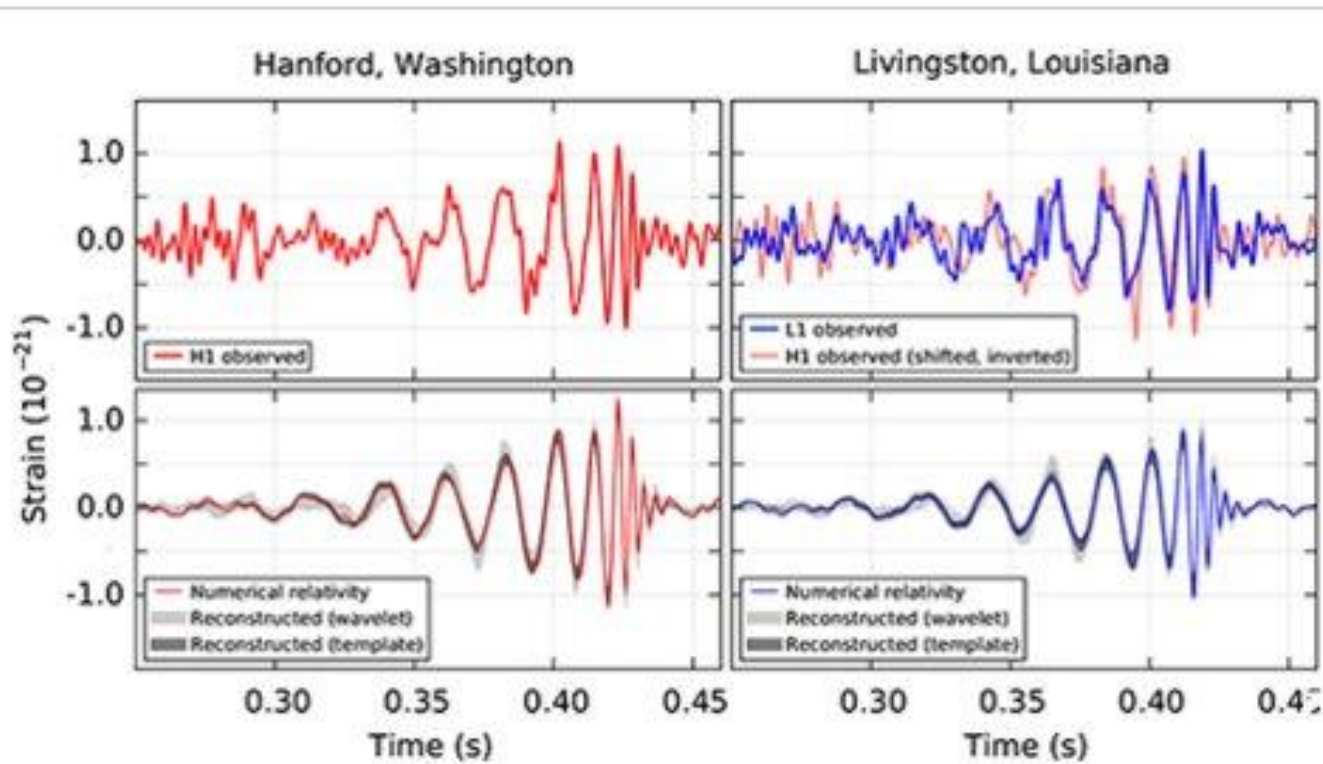 Hanford, Washington
Livingston, Louisiana
1.0
0.0
-1.0
H1 observed
L1 observed
H1 observed (shifted, inverted)
Strain (10⁻²¹)
1.0
0.0
-1.0
Numerical relativity
Reconstructed (wavelet)
Reconstructed (template)
Numerical relativity
Reconstructed (wavelet)
Reconstructed (template)
0.30 0.35 0.40 0.45
0.30 0.35 0.40
Time (s)
Time (s)